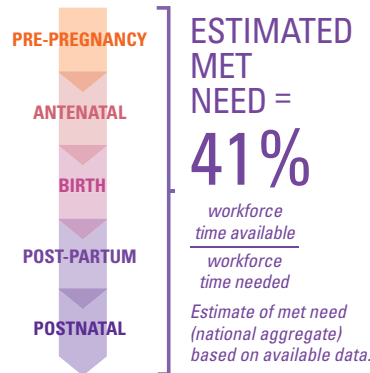 PRE-PREGNANCY
ANTENATAL
BIRTH
POST-PARTUM
POSTNATAL
ESTIMATED
MET
NEED =
41%
workforce
time available
workforce
time needed
Estimate of met need
(national aggregate)
based on available data.